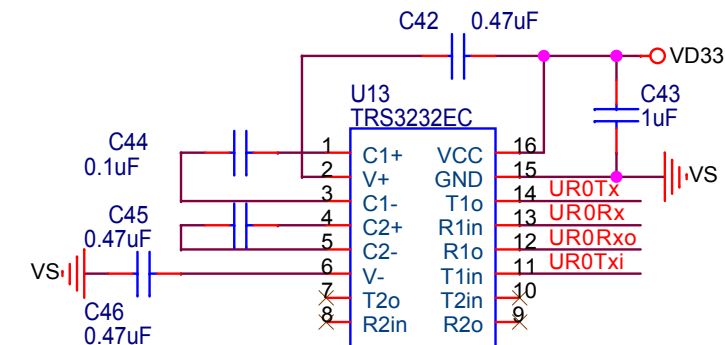 C42 0.47uF
VD33
U13
TRS3232EC
C43
1uF
C44
0.1uF
1 C1+ VCC 16
2 V+ GND 15
VS
3 C1- T1o 14 UR0Tx
C45
0.47uF
4 C2+ R1in 13 UR0Rx
5 C2- R1o 12 UR0Rxo
VS
6 V- T1in 11 UR0Txi
7 T2o T2in 10
C46
0.47uF
8 R2in R2o 9